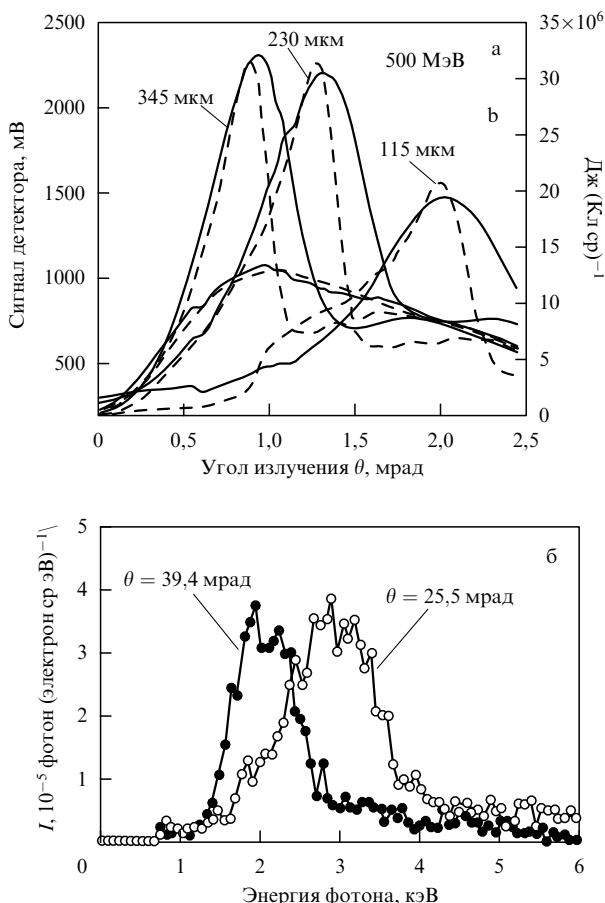 2500
2250
2000
1500
1000
500
0
Сигнал детектора, мВ
35×10⁶
30
25
20
15
10
5
0
Дж (Кл ср)⁻¹
345 мкм
230 мкм
115 мкм
500 МэВ
а
b
0
0,5
1,0
1,5
2,0
2,5
Угол излучения θ, мрад
5
4
3
2
1
I, 10⁻⁵ фотон (электрон ср эВ)⁻¹\
θ = 39,4 мрад
θ = 25,5 мрад
б
0
1
2
3
4
5
6
Энергия фотона, кэВ